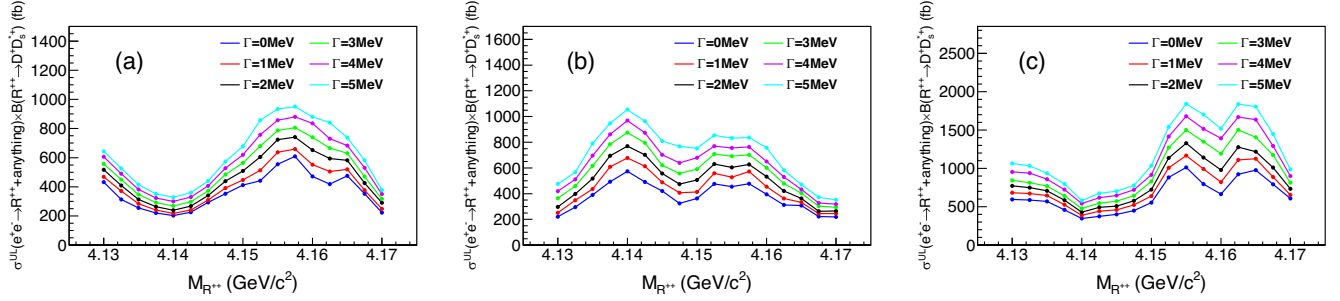 σ^UL(e⁺e⁻→R⁺⁺+anything)×B(R⁺⁺→D⁺D*ₛ⁺) (fb)
1400
1200
1000
800
600
400
200
0
(a)
Γ=0MeV Γ=3MeV
Γ=1MeV Γ=4MeV
Γ=2MeV Γ=5MeV
4.13 4.14 4.15 4.16 4.17
M_R⁺⁺ (GeV/c²)
σ^UL(e⁺e⁻→R⁺⁺+anything)×B(R⁺⁺→D⁺D*ₛ⁺) (fb)
1600
1400
1200
1000
800
600
400
200
0
(b)
Γ=0MeV Γ=3MeV
Γ=1MeV Γ=4MeV
Γ=2MeV Γ=5MeV
4.13 4.14 4.15 4.16 4.17
M_R⁺⁺ (GeV/c²)
σ^UL(e⁺e⁻→R⁺⁺+anything)×B(R⁺⁺→D⁺D*ₛ⁺) (fb)
2500
2000
1500
1000
500
0
(c)
Γ=0MeV Γ=3MeV
Γ=1MeV Γ=4MeV
Γ=2MeV Γ=5MeV
4.13 4.14 4.15 4.16 4.17
M_R⁺⁺ (GeV/c²)